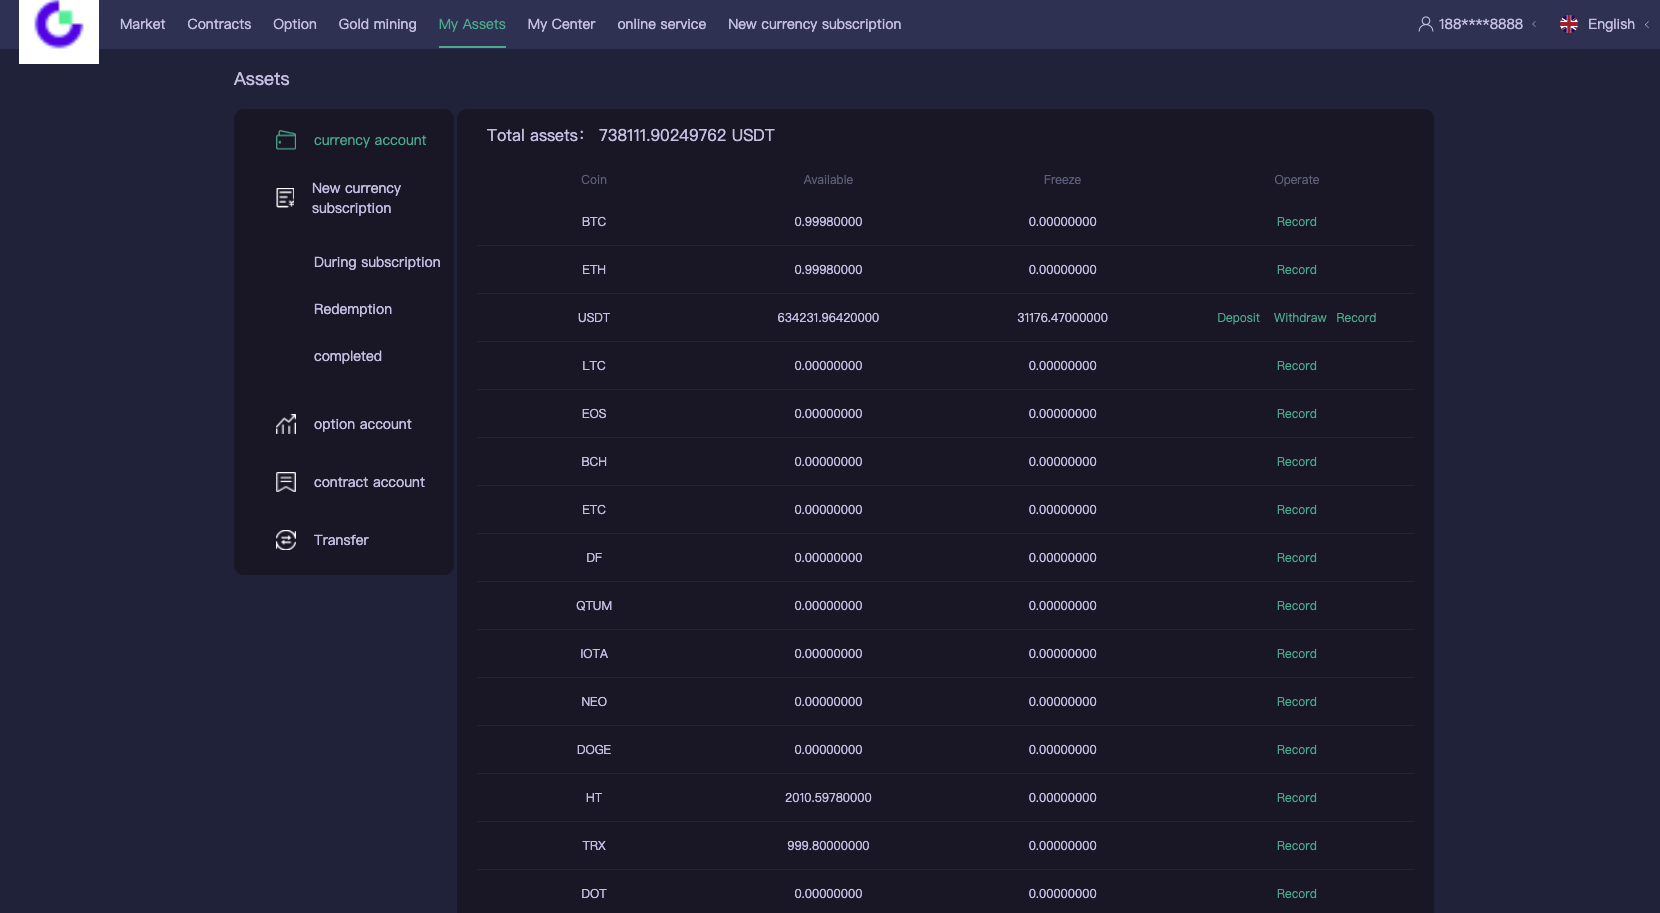 Market Contracts Option Gold mining My Assets My Center online service New currency subscription 188****8888 English
Assets
currency account
New currency
subscription
During subscription
Redemption
completed
option account
contract account
Transfer
Total assets： 738111.90249762 USDT
Coin Available Freeze Operate
BTC 0.99980000 0.00000000 Record
ETH 0.99980000 0.00000000 Record
USDT 634231.96420000 31176.47000000 Deposit Withdraw Record
LTC 0.00000000 0.00000000 Record
EOS 0.00000000 0.00000000 Record
BCH 0.00000000 0.00000000 Record
ETC 0.00000000 0.00000000 Record
DF 0.00000000 0.00000000 Record
QTUM 0.00000000 0.00000000 Record
IOTA 0.00000000 0.00000000 Record
NEO 0.00000000 0.00000000 Record
DOGE 0.00000000 0.00000000 Record
HT 2010.59780000 0.00000000 Record
TRX 999.80000000 0.00000000 Record
DOT 0.00000000 0.00000000 Record